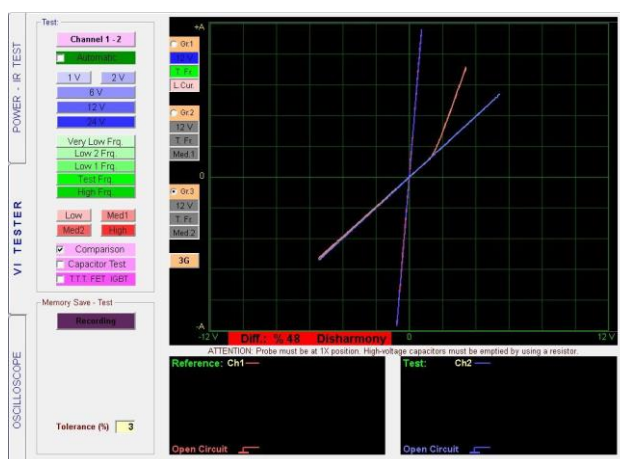 POWER - IR TEST
VI TESTER
OSCILLOSCOPE
Test:
Channel 1 - 2
Automatic
1 V
2 V
6 V
12 V
24 V
Very Low Frq.
Low 2 Frq.
Low 1 Frq.
Test Frq.
High Frq.
Low
Med1
Med2
High
Comparison
Capacitor Test
T.T.T. FET IGBT
Memory Save - Test
Recording
Tolerance (%) 3
Gr.1
12 V
T. Fr.
L.Cur.
Gr.2
12 V
T. Fr.
Med.1
Gr.3
12 V
T. Fr.
Med.2
3G
+A
0
-A
-12 V
Diff.: % 48 Disharmony
0
12 V
ATTENTION: Probe must be at 1X position. High-voltage capacitors must be emptied by using a resistor.
Reference: Ch1
Open Circuit
Test: Ch2
Open Circuit